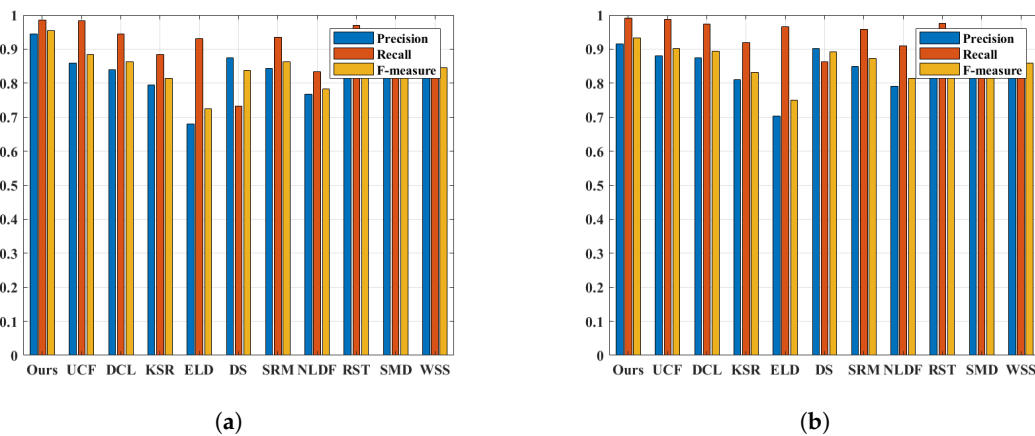 1
0.9
0.8
0.7
0.6
0.5
0.4
0.3
0.2
0.1
0
Precision
Recall
F-measure
Ours UCF DCL KSR ELD DS SRM NLDF RST SMD WSS
(a)
1
0.9
0.8
0.7
0.6
0.5
0.4
0.3
0.2
0.1
0
Precision
Recall
F-measure
Ours UCF DCL KSR ELD DS SRM NLDF RST SMD WSS
(b)